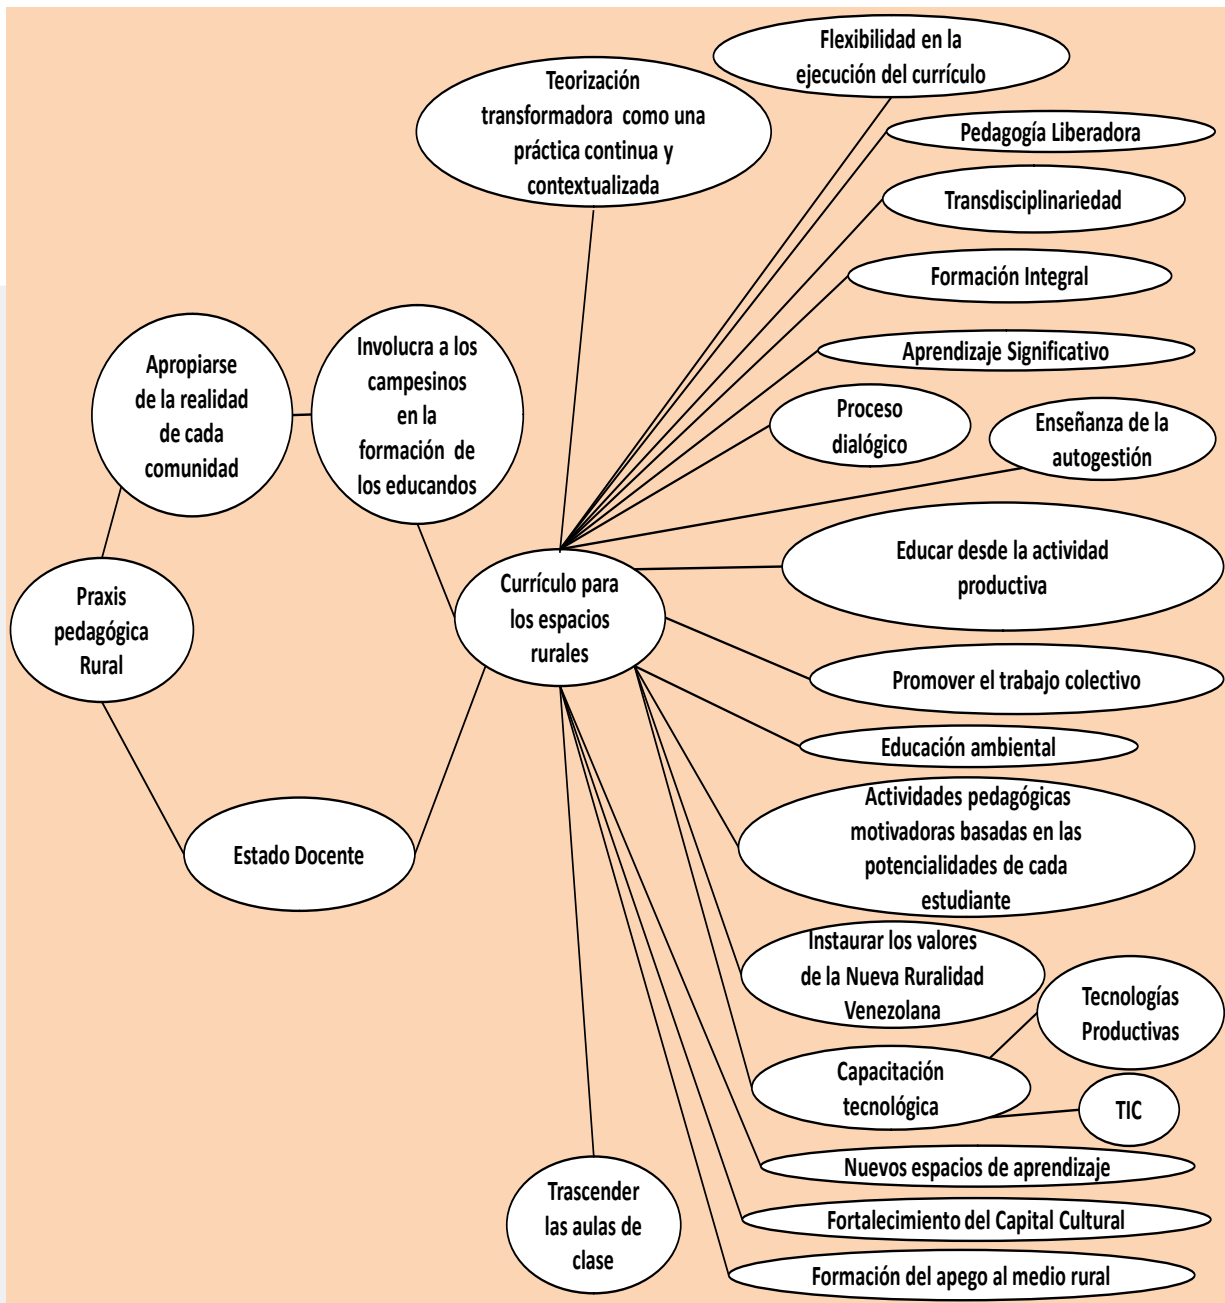 Flexibilidad en la
ejecución del currículo
Teorización
transformadora como una
práctica continua y
contextualizada
Pedagogía Liberadora
Transdisciplinariedad
Formación Integral
Aprendizaje Significativo
Apropiarse
de la realidad
de cada
comunidad
Involucra a los
campesinos
en la
formación de
los educandos
Proceso
dialógico
Enseñanza de la
autogestión
Educar desde la actividad
productiva
Praxis
pedagógica
Rural
Currículo para
los espacios
rurales
Promover el trabajo colectivo
Educación ambiental
Estado Docente
Actividades pedagógicas
motivadoras basadas en las
potencialidades de cada
estudiante
Instaurar los valores
de la Nueva Ruralidad
Venezolana
Tecnologías
Productivas
Capacitación
tecnológica
TIC
Nuevos espacios de aprendizaje
Trascender
las aulas de
clase
Fortalecimiento del Capital Cultural
Formación del apego al medio rural